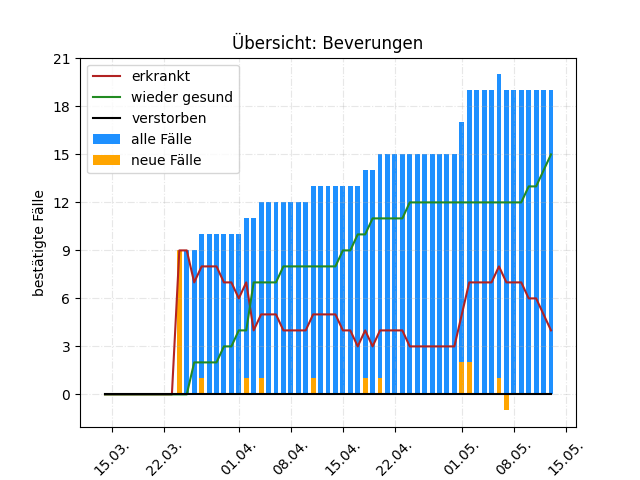 Übersicht: Beverungen
erkrankt
wieder gesund
verstorben
alle Fälle
neue Fälle
bestätigte Fälle
21
18
15
12
9
6
3
0
15.03.
22.03.
01.04.
08.04.
15.04.
22.04.
01.05.
08.05.
15.05.